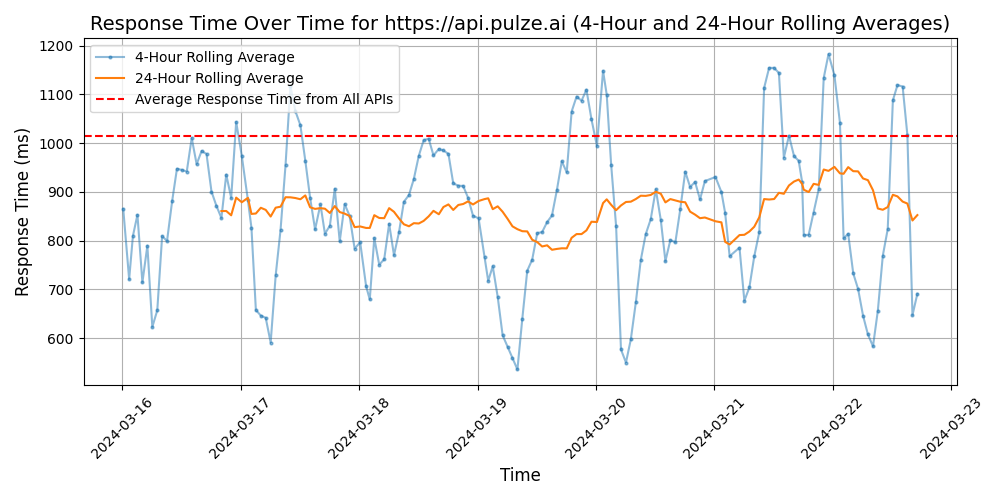 Response Time Over Time for https://api.pulze.ai (4-Hour and 24-Hour Rolling Averages)
4-Hour Rolling Average
24-Hour Rolling Average
Average Response Time from All APIs
Response Time (ms)
1200
1100
1000
900
800
700
600
2024-03-16
2024-03-17
2024-03-18
2024-03-19
2024-03-20
2024-03-21
2024-03-22
2024-03-23
Time